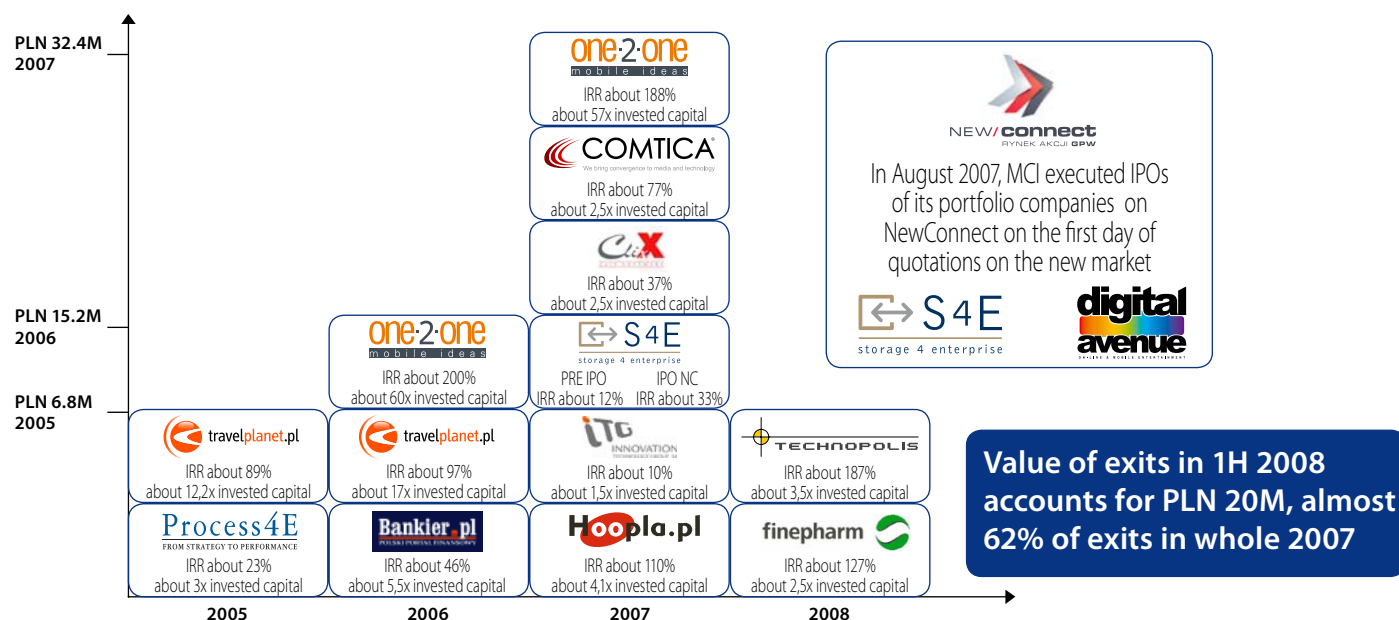 PLN 32.4M
2007
PLN 15.2M
2006
PLN 6.8M
2005
one·2·one
mobile ideas
IRR about 188%
about 57x invested capital
COMTICA®
We bring convergence to media and technology
IRR about 77%
about 2,5x invested capital
CliX
IRR about 37%
about 2,5x invested capital
one·2·one
mobile ideas
IRR about 200%
about 60x invested capital
S4E
storage 4 enterprise
PRE IPO IPO NC
IRR about 12% IRR about 33%
travelplanet.pl
IRR about 89%
about 12,2x invested capital
travelplanet.pl
IRR about 97%
about 17x invested capital
iTG
INNOVATION
IRR about 10%
about 1,5x invested capital
TECHNOPOLIS
IRR about 187%
about 3,5x invested capital
Process4E
FROM STRATEGY TO PERFORMANCE
IRR about 23%
about 3x invested capital
Bankier.pl
POLSKI PORTAL FINANSOWY
IRR about 46%
about 5,5x invested capital
Hoopla.pl
IRR about 110%
about 4,1x invested capital
finepharm
IRR about 127%
about 2,5x invested capital
2005 2006 2007 2008
NEW/connect
RYNEK AKCJI GPW
In August 2007, MCI executed IPOs
of its portfolio companies on
NewConnect on the first day of
quotations on the new market
S4E
storage 4 enterprise
digital
avenue
ON-LINE & MOBILE ENTERTAINMENT
Value of exits in 1H 2008
accounts for PLN 20M, almost
62% of exits in whole 2007